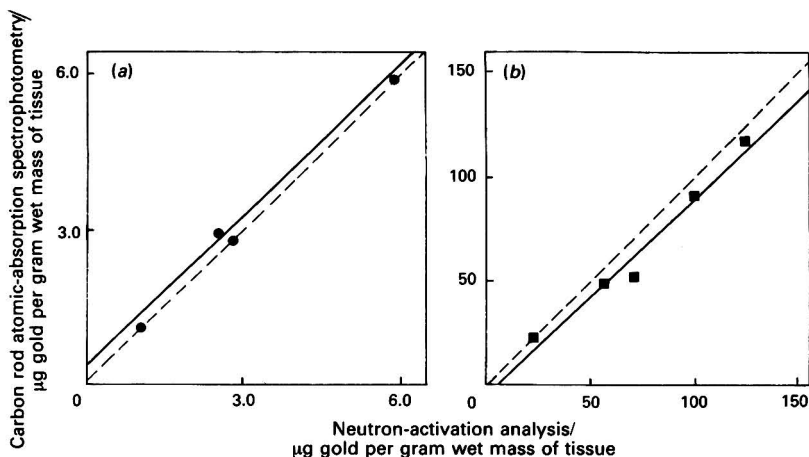 Carbon rod atomic-absorption spectrophotometry/
µg gold per gram wet mass of tissue
(a)
6.0
3.0
0
3.0
6.0
(b)
150
100
50
0
50
100
150
Neutron-activation analysis/
µg gold per gram wet mass of tissue